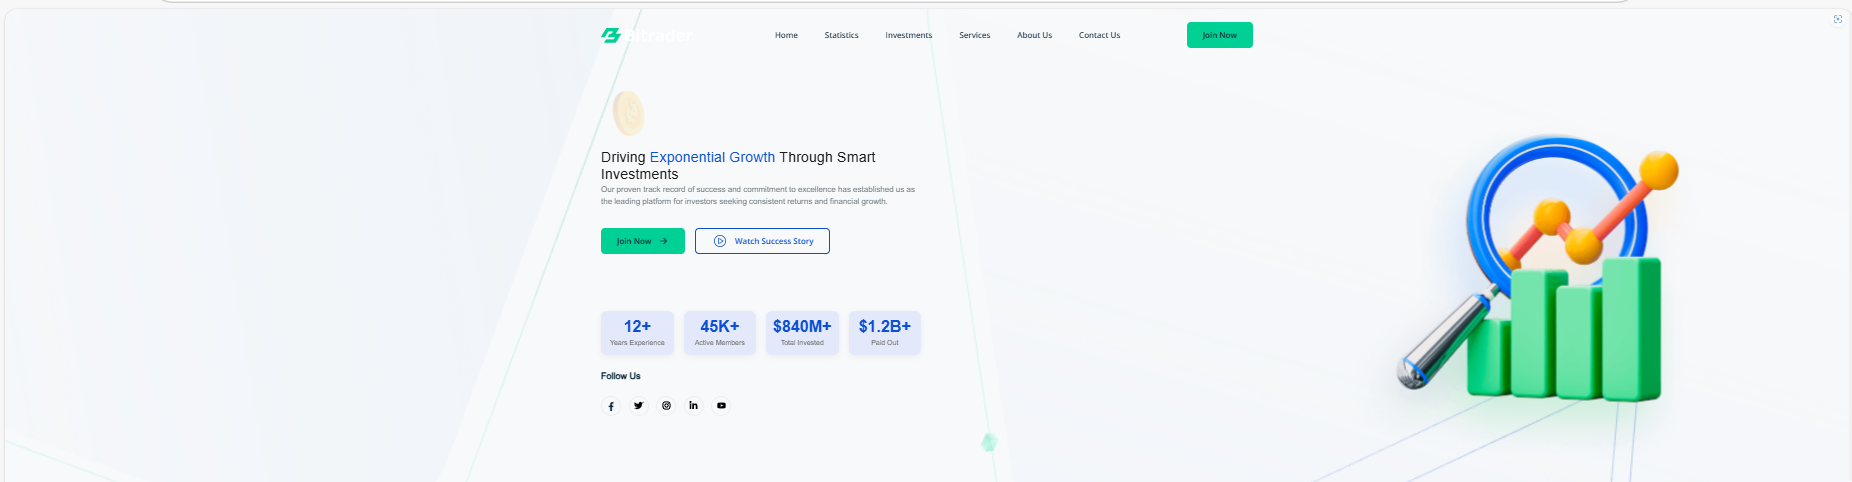 Bitrader
Home Statistics Investments Services About Us Contact Us Join Now
Driving Exponential Growth Through Smart
Investments
Our proven track record of success and commitment to excellence has established us as
the leading platform for investors seeking consistent returns and financial growth.
Join Now Watch Success Story
12+ 45K+ $840M+ $1.2B+
Years Experience Active Members Total Invested Paid Out
Follow Us